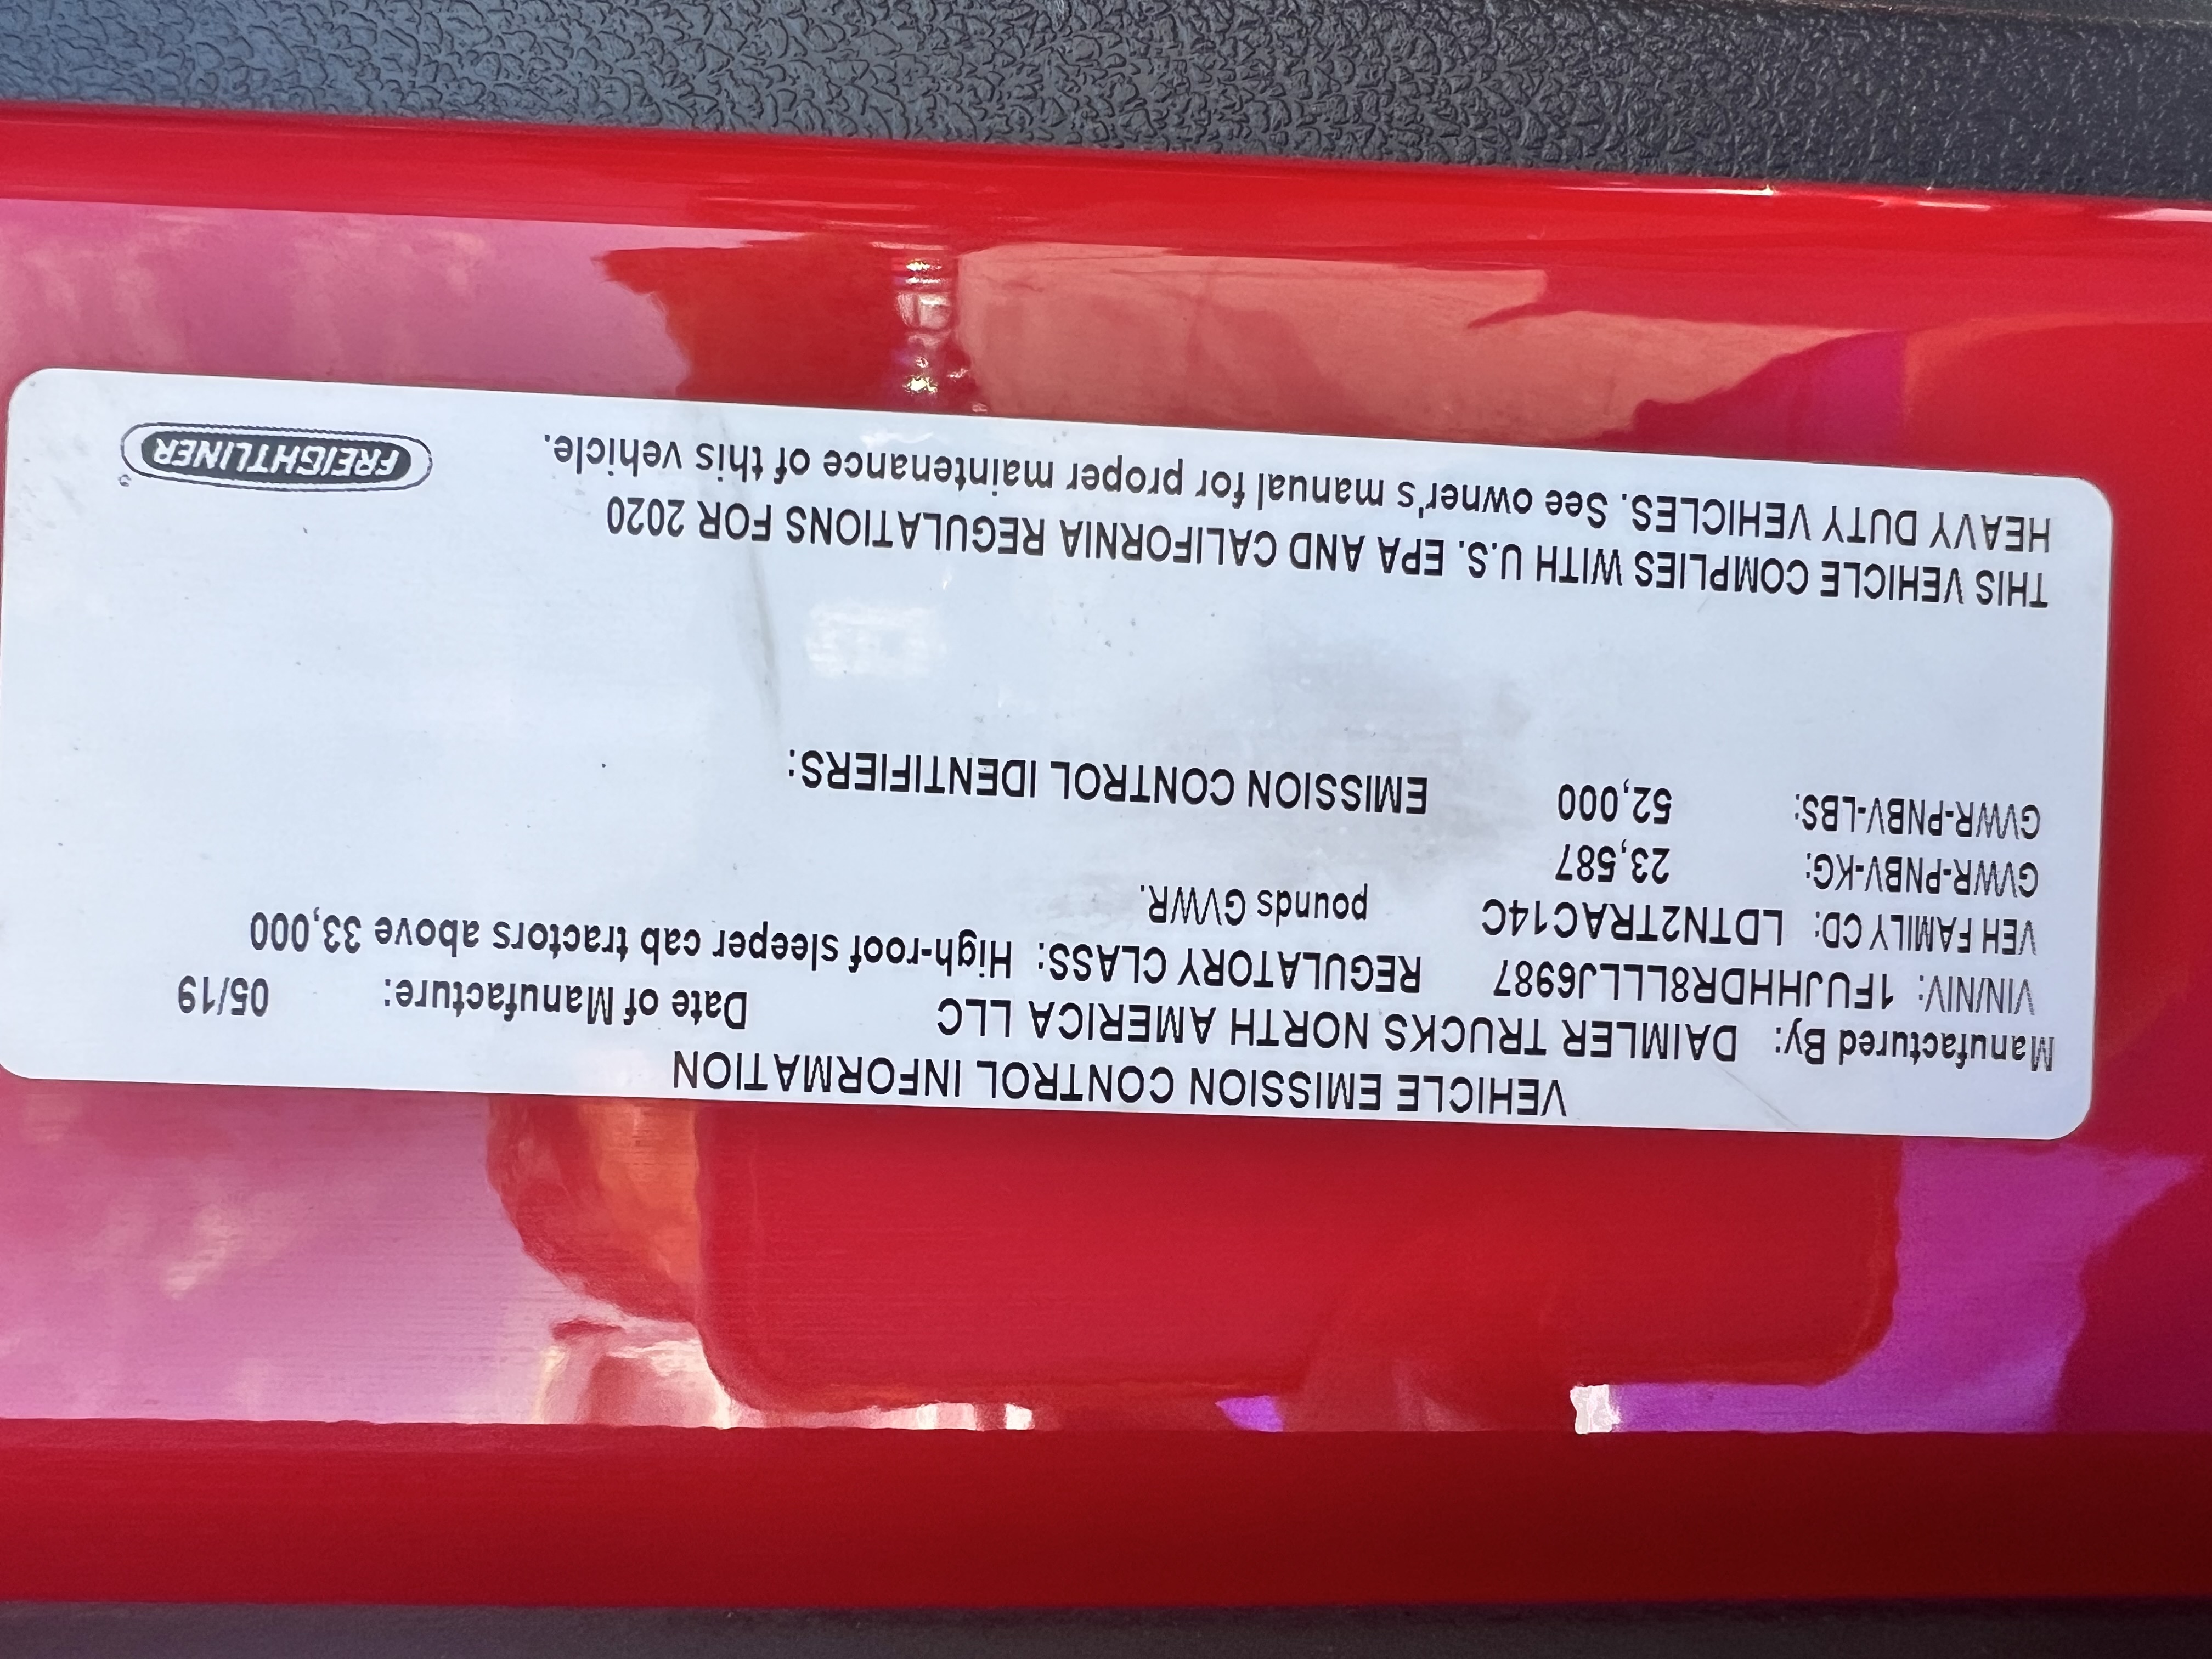 VEHICLE EMISSION CONTROL INFORMATION
Manufactured By: DAIMLER TRUCKS NORTH AMERICA LLC Date of Manufacture: 05/19
VIN/NIV: 1FUJHHDR8LLLJ6987 REGULATORY CLASS: High-roof sleeper cab tractors above 33,000
VEH FAMILY CD: LDTN2TRAC14C pounds GVWR.
GVWR-PNBV-KG: 23,587
GVWR-PNBV-LBS: 52,000 EMISSION CONTROL IDENTIFIERS:
THIS VEHICLE COMPLIES WITH U.S. EPA AND CALIFORNIA REGULATIONS FOR 2020
HEAVY DUTY VEHICLES. See owner's manual for proper maintenance of this vehicle.
FREIGHTLINER